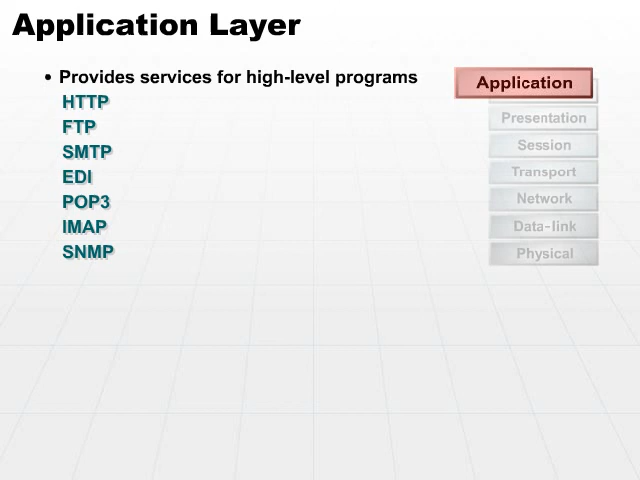 Application Layer
• Provides services for high-level programs
HTTP
FTP
SMTP
EDI
POP3
IMAP
SNMP
Application
Presentation
Session
Transport
Network
Data-link
Physical